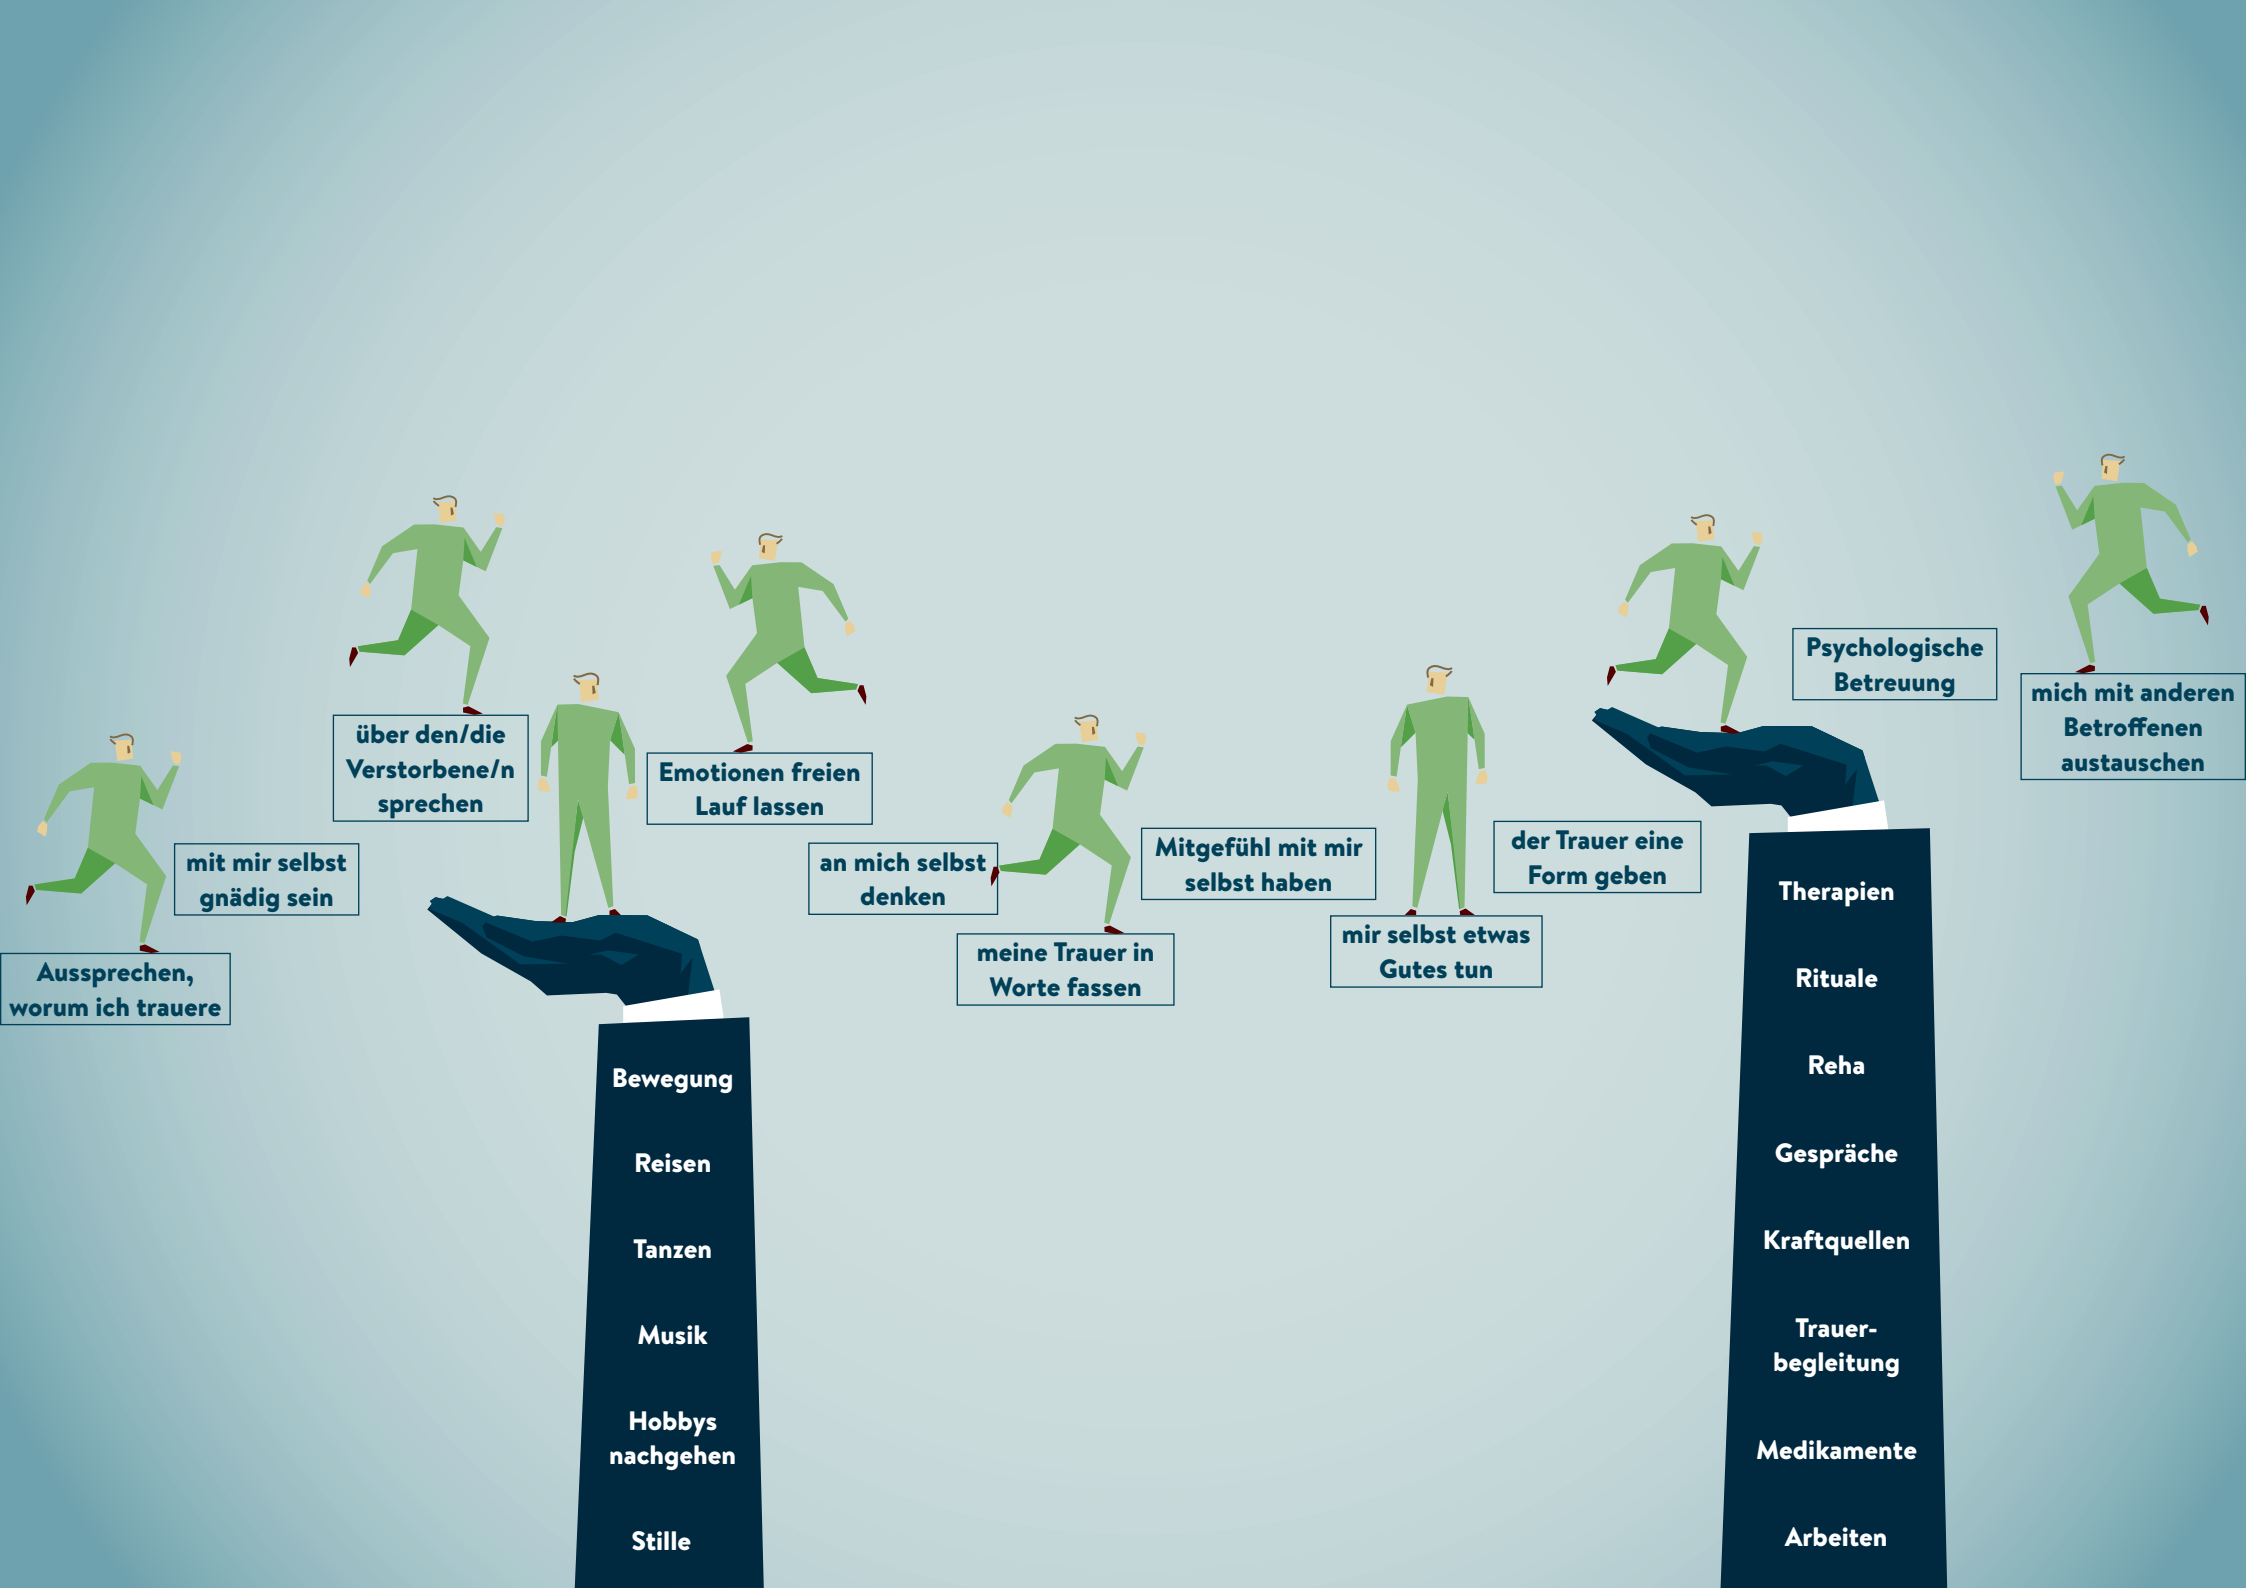 Aussprechen,
worum ich trauere
mit mir selbst
gnädig sein
über den/die
Verstorbene/n
sprechen
Emotionen freien
Lauf lassen
an mich selbst
denken
meine Trauer in
Worte fassen
Mitgefühl mit mir
selbst haben
mir selbst etwas
Gutes tun
der Trauer eine
Form geben
Psychologische
Betreuung
mich mit anderen
Betroffenen
austauschen
Bewegung
Reisen
Tanzen
Musik
Hobbys
nachgehen
Stille
Therapien
Rituale
Reha
Gespräche
Kraftquellen
Trauer-
begleitung
Medikamente
Arbeiten